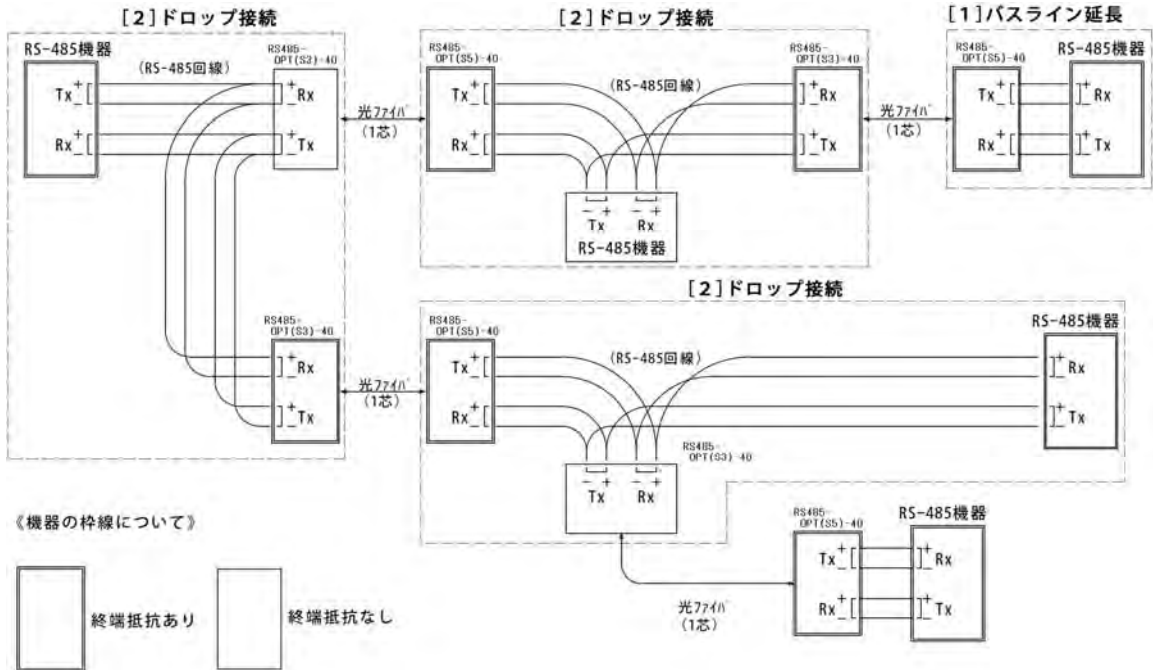 [2]ドロップ接続
RS-485機器
(RS-485回線)
RS485-
OPT(S3)-40
Tx
+
−
Rx
+
−
+
−
Rx
+
−
Tx
RS485-
OPT(S3)-40
+
−
Rx
+
−
Tx
光ファイバ
(1芯)
光ファイバ
(1芯)
[2]ドロップ接続
RS485-
OPT(S5)-40
RS485-
OPT(S3)-40
(RS-485回線)
Tx
+
−
Rx
+
−
+
−
Rx
+
−
Tx
− + − +
Tx Rx
RS-485機器
光ファイバ
(1芯)
[1]バスライン延長
RS485-
OPT(S5)-40
RS-485機器
Tx
+
−
+
−
Rx
Rx
+
−
+
−
Tx
[2]ドロップ接続
RS485-
OPT(S5)-40
RS-485機器
(RS-485回線)
Tx
+
−
Rx
+
−
+
−
Rx
+
−
Tx
RS485-
OPT(S3)-40
− + − +
Tx Rx
光ファイバ
(1芯)
RS485-
OPT(S5)-40
RS-485機器
Tx
+
−
+
−
Rx
Rx
+
−
+
−
Tx
《機器の枠線について》
終端抵抗あり
終端抵抗なし